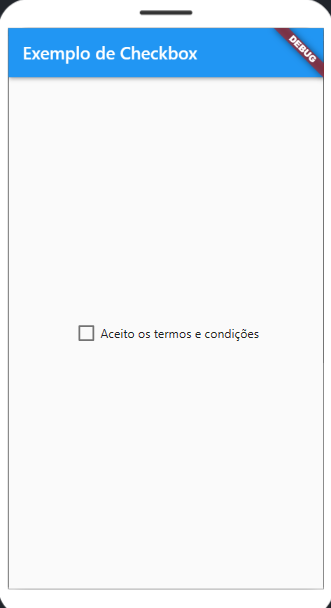 Exemplo de Checkbox
DEBUG
Aceito os termos e condições